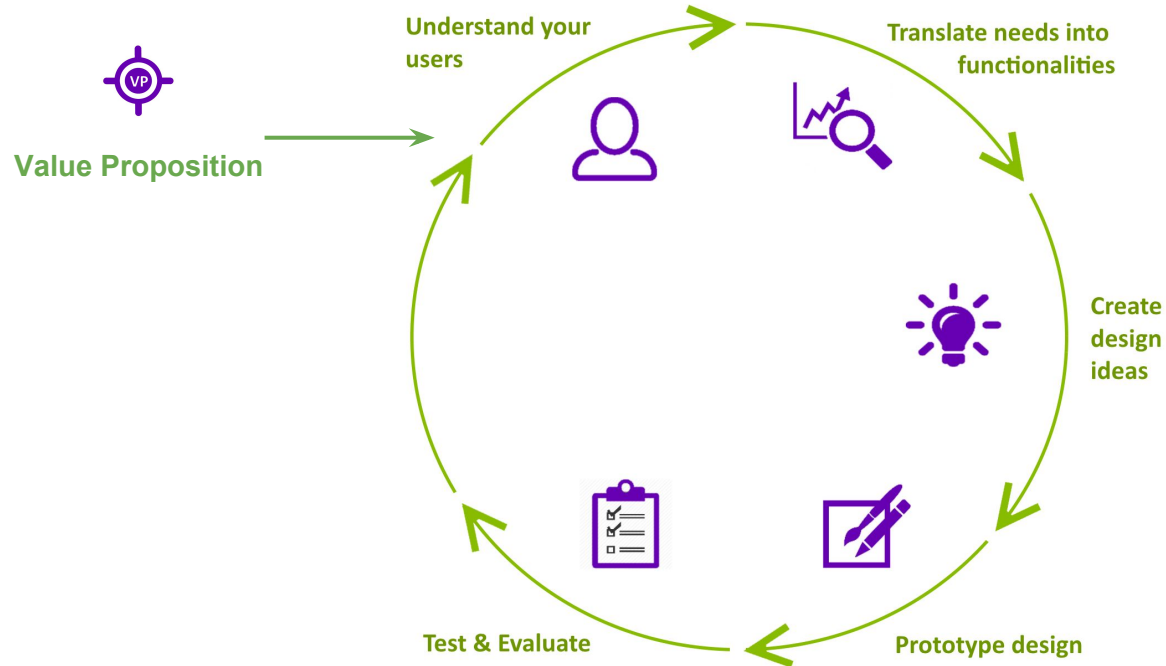 VP
Value Proposition
Understand your
users
Translate needs into
functionalities
Create
design
ideas
Prototype design
Test & Evaluate